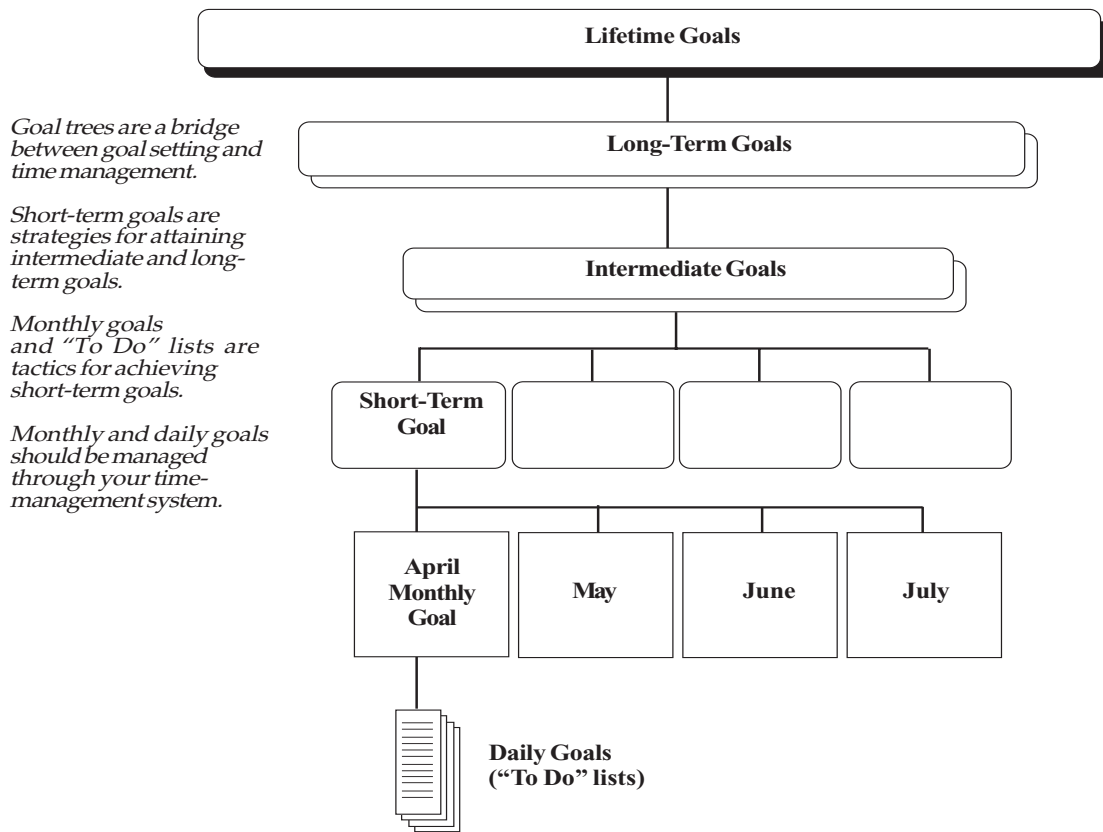 Lifetime Goals
Goal trees are a bridge
between goal setting and
time management.
Short-term goals are
strategies for attaining
intermediate and long-
term goals.
Monthly goals
and “To Do” lists are
tactics for achieving
short-term goals.
Monthly and daily goals
should be managed
through your time-
management system.
Long-Term Goals
Intermediate Goals
Short-Term
Goal
April
Monthly
Goal
May
June
July
Daily Goals
(“To Do” lists)